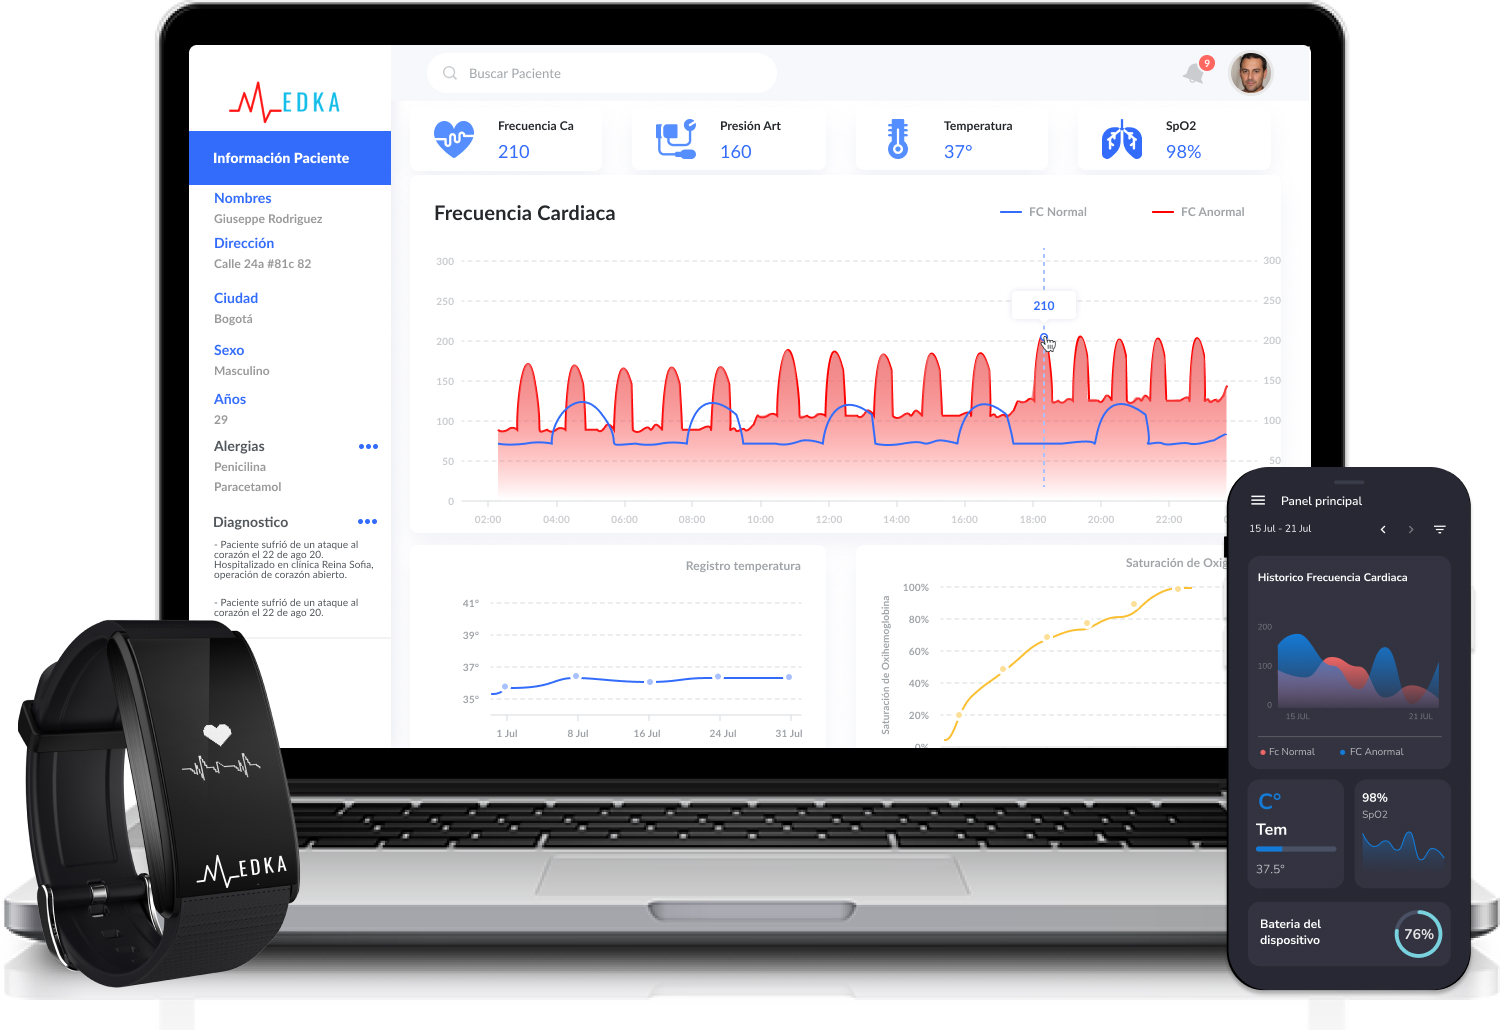 MEDKA
Buscar Paciente
9
Información Paciente
Nombres
Giuseppe Rodriguez
Dirección
Calle 24a #81c 82
Ciudad
Bogotá
Sexo
Masculino
Años
29
Alergias
Penicilina
Paracetamol
Diagnostico
- Paciente sufrió de un ataque al
corazón el 22 de ago 20.
Hospitalizado en clínica Reina Sofia,
operación de corazón abierto.
- Paciente sufrió de un ataque al
corazón el 22 de ago 20.
Frecuencia Ca
210
Presión Art
160
Temperatura
37°
SpO2
98%
Frecuencia Cardiaca
FC Normal
FC Anormal
300 300
250 250
210
200 200
150 150
100 100
50 50
0
02:00 04:00 06:00 08:00 10:00 12:00 14:00 16:00 18:00 20:00 22:00
Registro temperatura
41°
39°
37°
35°
1 Jul 8 Jul 16 Jul 24 Jul 31 Jul
Saturación de Oxig
Saturación de Oxihemoglobina
100%
80%
60%
40%
20%
0%
MEDKA
Panel principal
15 Jul - 21 Jul
Historico Frecuencia Cardiaca
200
100
0
15 JUL 21 JUL
Fc Normal FC Anormal
C°
Tem
37.5°
98%
SpO2
Bateria del
dispositivo
76%